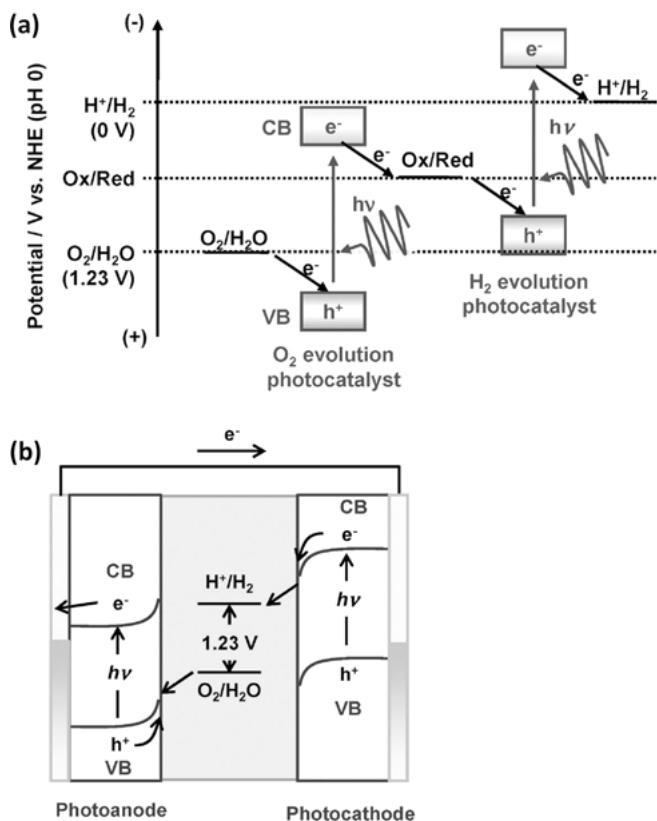 (a)
Potential / V vs. NHE (pH 0)
(-)
H⁺/H₂
(0 V)
Ox/Red
O₂/H₂O
(1.23 V)
(+)
O₂/H₂O
e⁻
CB
e⁻
hν
VB
h⁺
O₂ evolution
photocatalyst
e⁻
Ox/Red
e⁻
e⁻
e⁻
H⁺/H₂
hν
h⁺
H₂ evolution
photocatalyst
(b)
e⁻
CB
e⁻
hν
h⁺
VB
H⁺/H₂
1.23 V
O₂/H₂O
CB
e⁻
hν
h⁺
VB
Photoanode
Photocathode